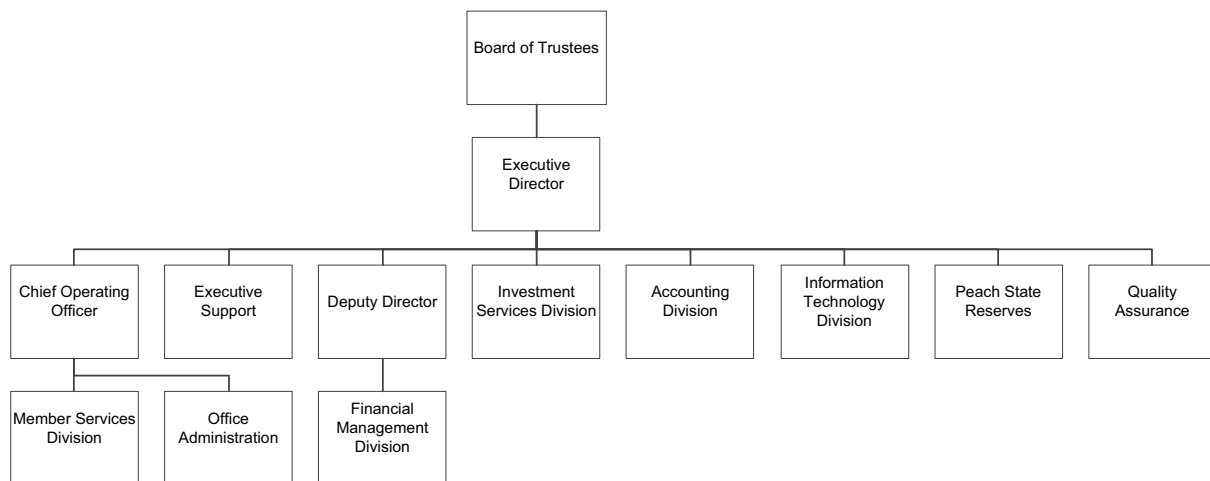 Board of Trustees
Executive
Director
Chief Operating
Officer
Executive
Support
Deputy Director
Investment
Services Division
Accounting
Division
Information
Technology
Division
Peach State
Reserves
Quality
Assurance
Member Services
Division
Office
Administration
Financial
Management
Division